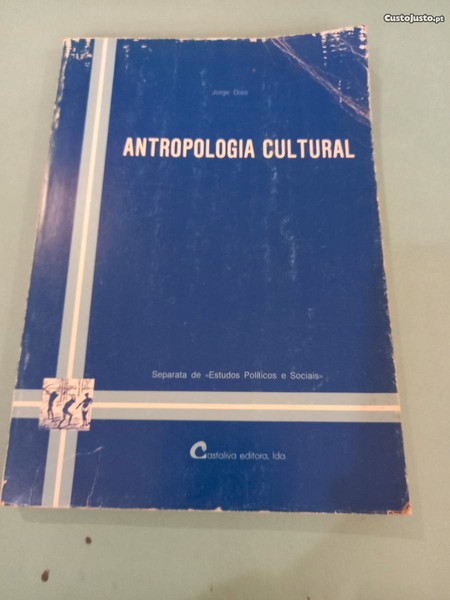 CustoJusto.pt
Jorge Dias
ANTROPOLOGIA CULTURAL
Separata de «Estudos Políticos e Sociais»
Castoliva editora, lda.